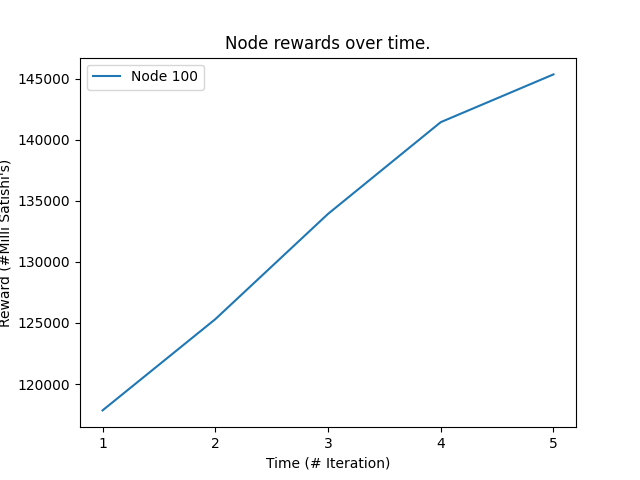 Node rewards over time.
Node 100
145000
140000
135000
130000
125000
120000
Reward (#Milli Satishi's)
1 2 3 4 5
Time (# Iteration)